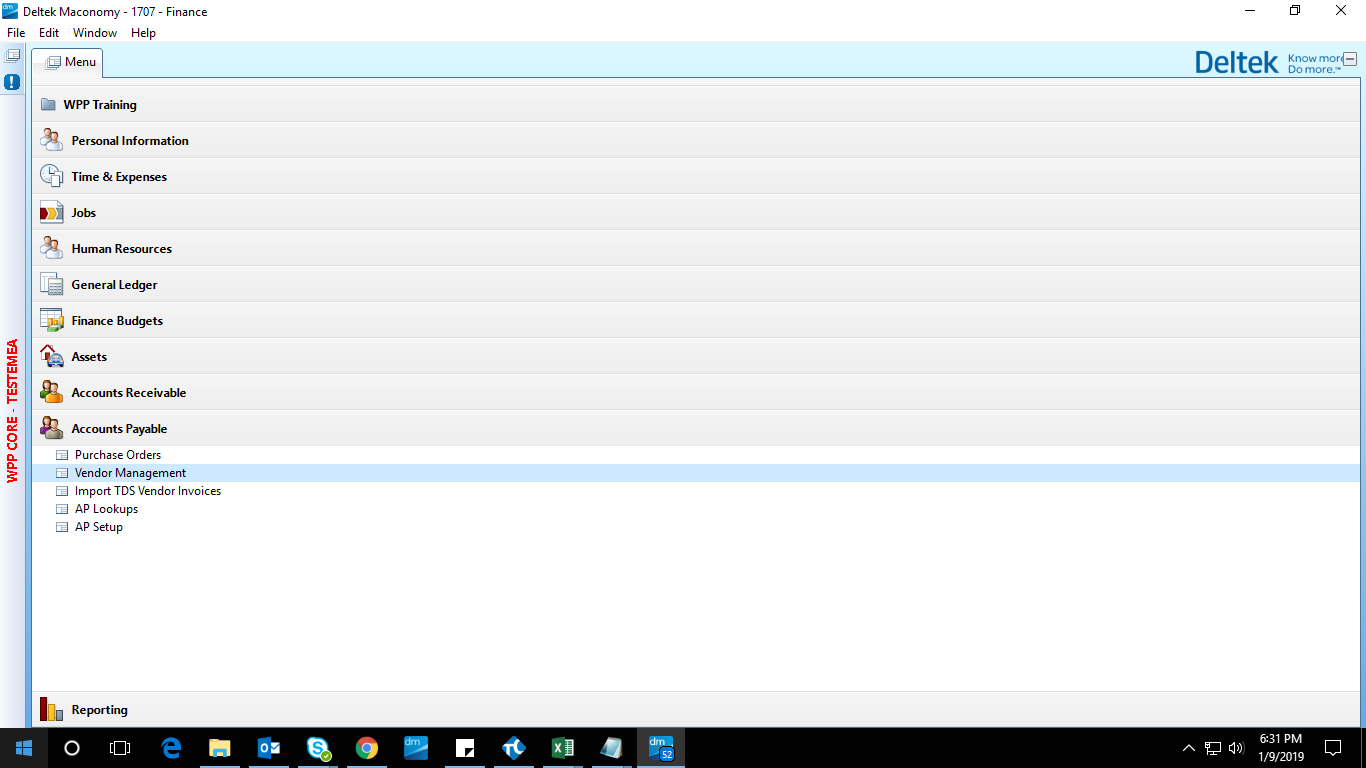 Deltek Maconomy - 1707 - Finance
File Edit Window Help
Menu
Deltek Know more
Do more.™
WPP Training
Personal Information
Time & Expenses
Jobs
Human Resources
General Ledger
Finance Budgets
Assets
Accounts Receivable
Accounts Payable
Purchase Orders
Vendor Management
Import TDS Vendor Invoices
AP Lookups
AP Setup
Reporting
WPP CORE - TESTEMEA
6:31 PM
1/9/2019
dm
dm
52